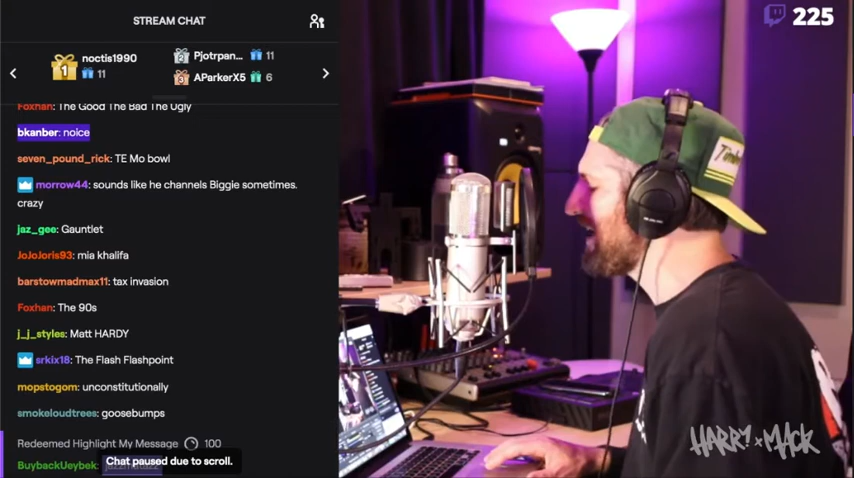 STREAM CHAT
225
noctis1990
11
Pjotrpan... 11
AParkerX5 6
1
2
3
Foxhan: The Good The Bad The Ugly
bkanber: noice
seven_pound_rick: TE Mo bowl
morrow44: sounds like he channels Biggie sometimes.
crazy
jaz_gee: Gauntlet
JoJoJoris93: mia khalifa
barstowmadmax11: tax invasion
Foxhan: The 90s
j_j_styles: Matt HARDY
srkix18: The Flash Flashpoint
mopstogom: unconstitutionally
smokeloudtrees: goosebumps
Redeemed Highlight My Message 100
BuybackUeybek:
Chat paused due to scroll.
HARRY x MACK